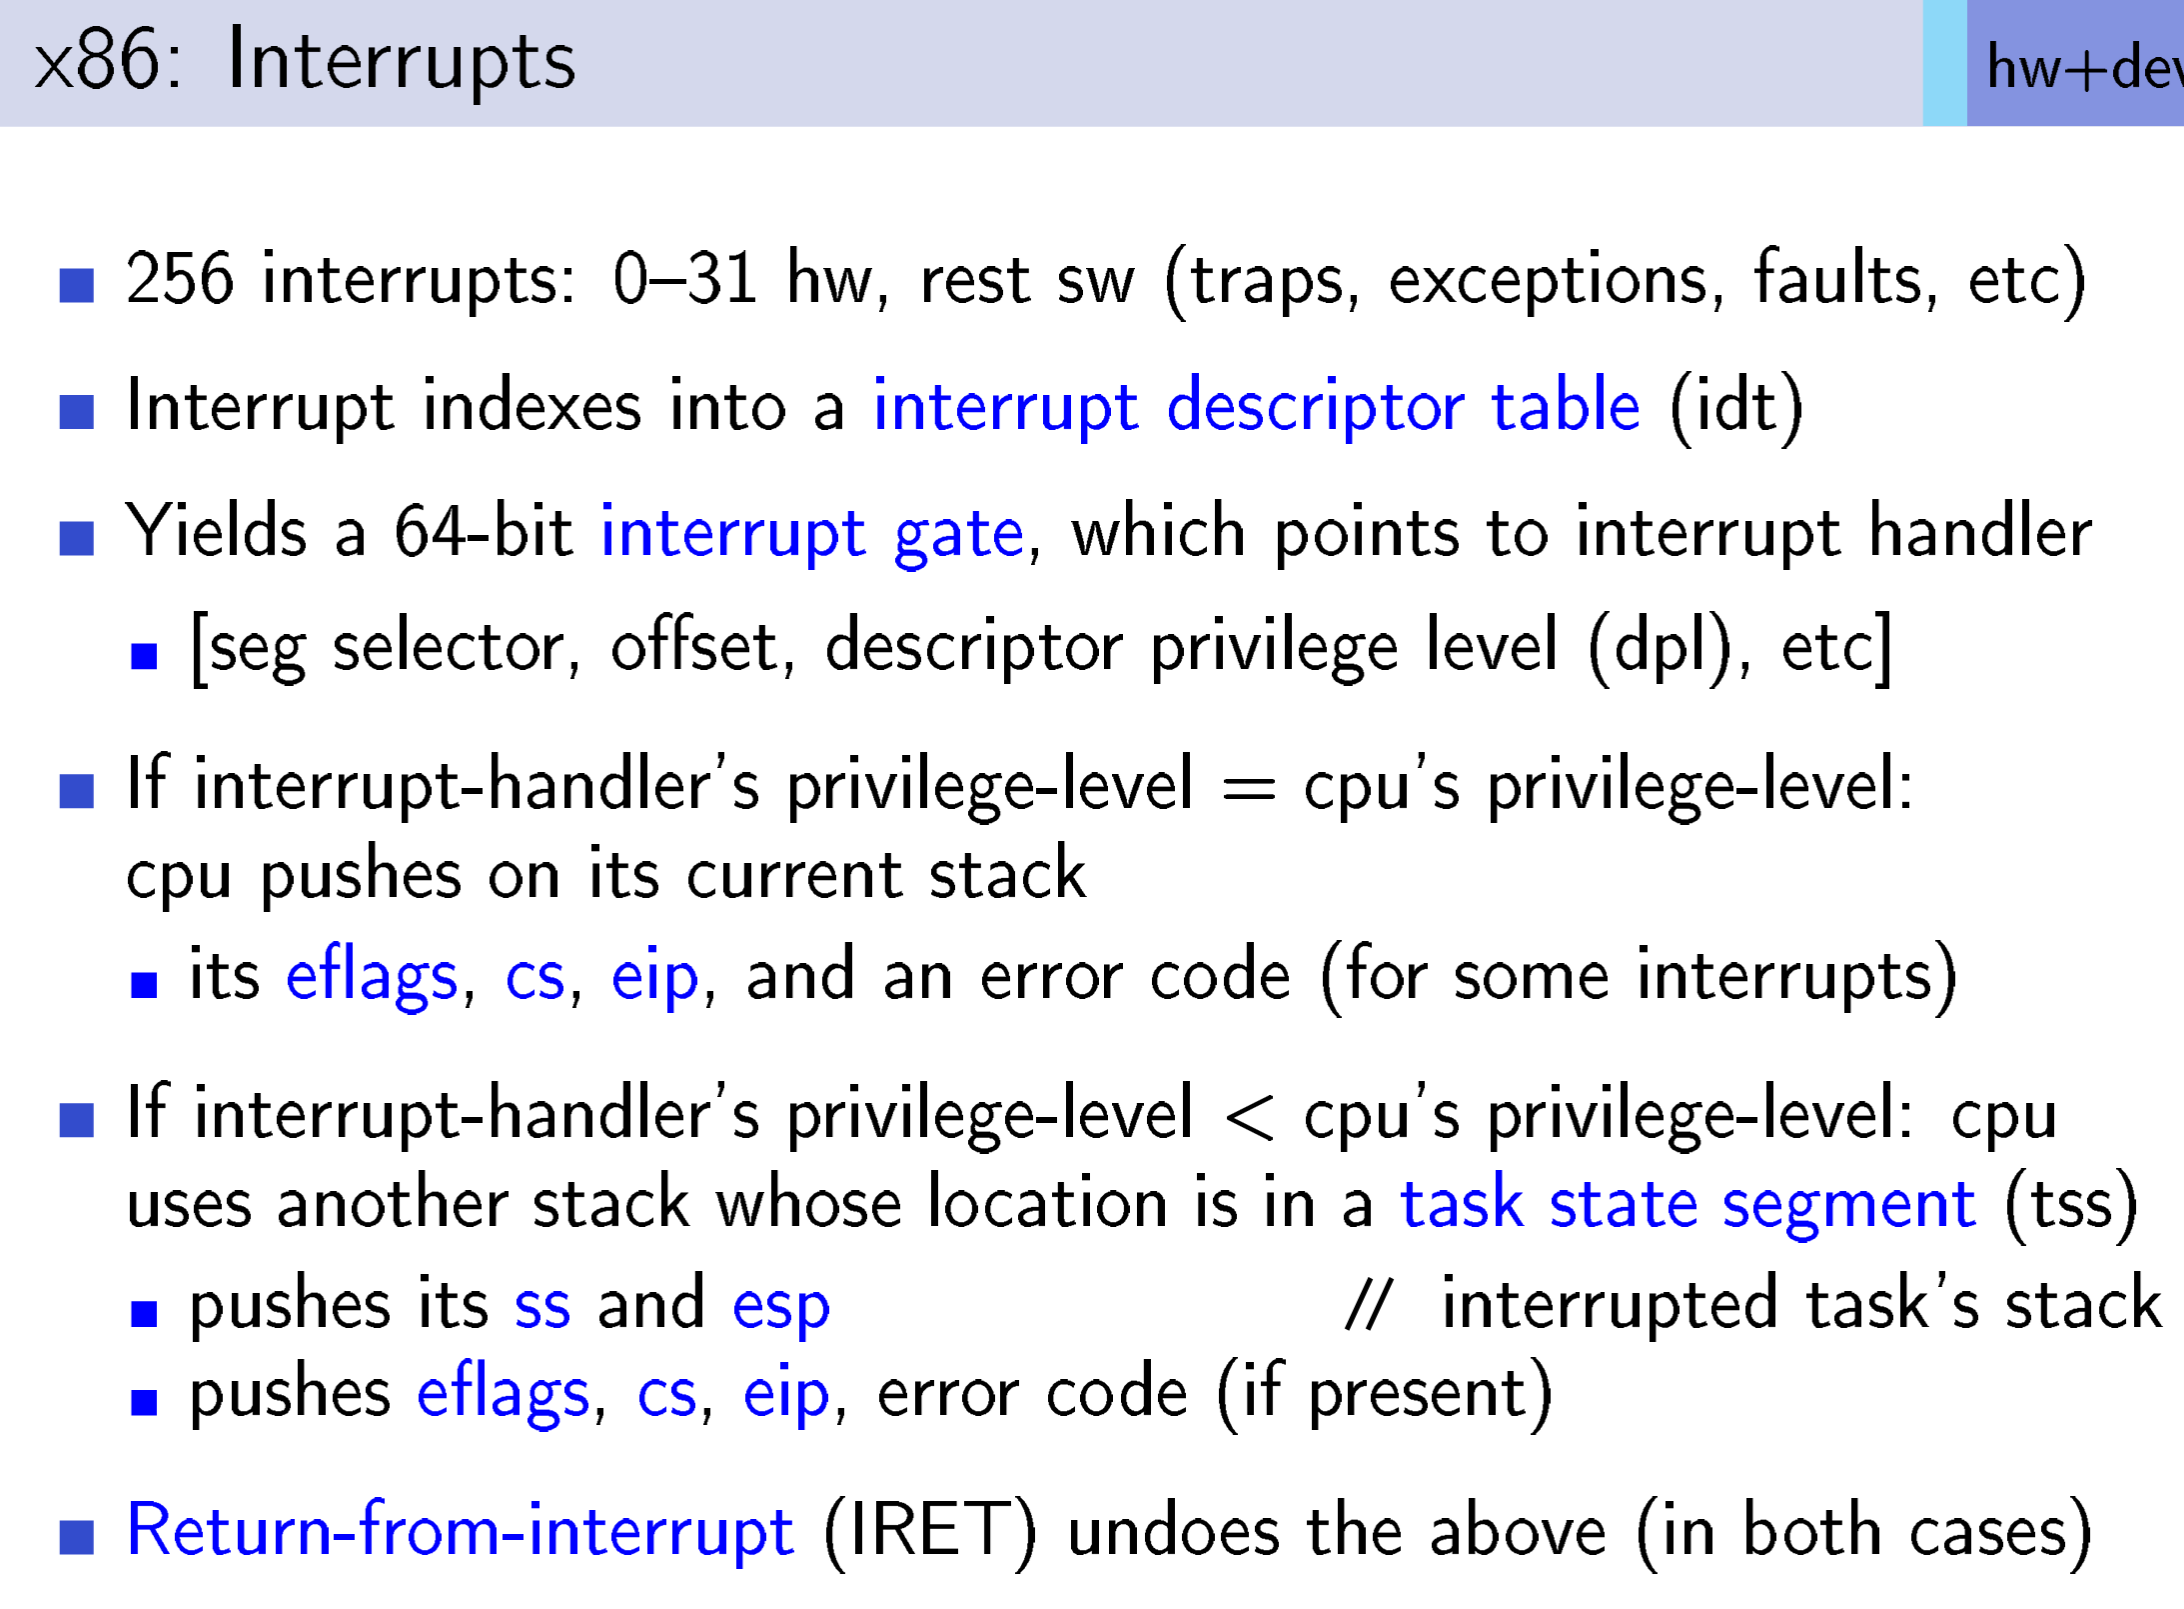 x86: Interrupts
hw+dev
256 interrupts: 0–31 hw, rest sw (traps, exceptions, faults, etc)
Interrupt indexes into a interrupt descriptor table (idt)
Yields a 64-bit interrupt gate, which points to interrupt handler
[seg selector, offset, descriptor privilege level (dpl), etc]
If interrupt-handler's privilege-level = cpu's privilege-level:
cpu pushes on its current stack
its eflags, cs, eip, and an error code (for some interrupts)
If interrupt-handler's privilege-level < cpu's privilege-level: cpu
uses another stack whose location is in a task state segment (tss)
pushes its ss and esp // interrupted task's stack
pushes eflags, cs, eip, error code (if present)
Return-from-interrupt (IRET) undoes the above (in both cases)